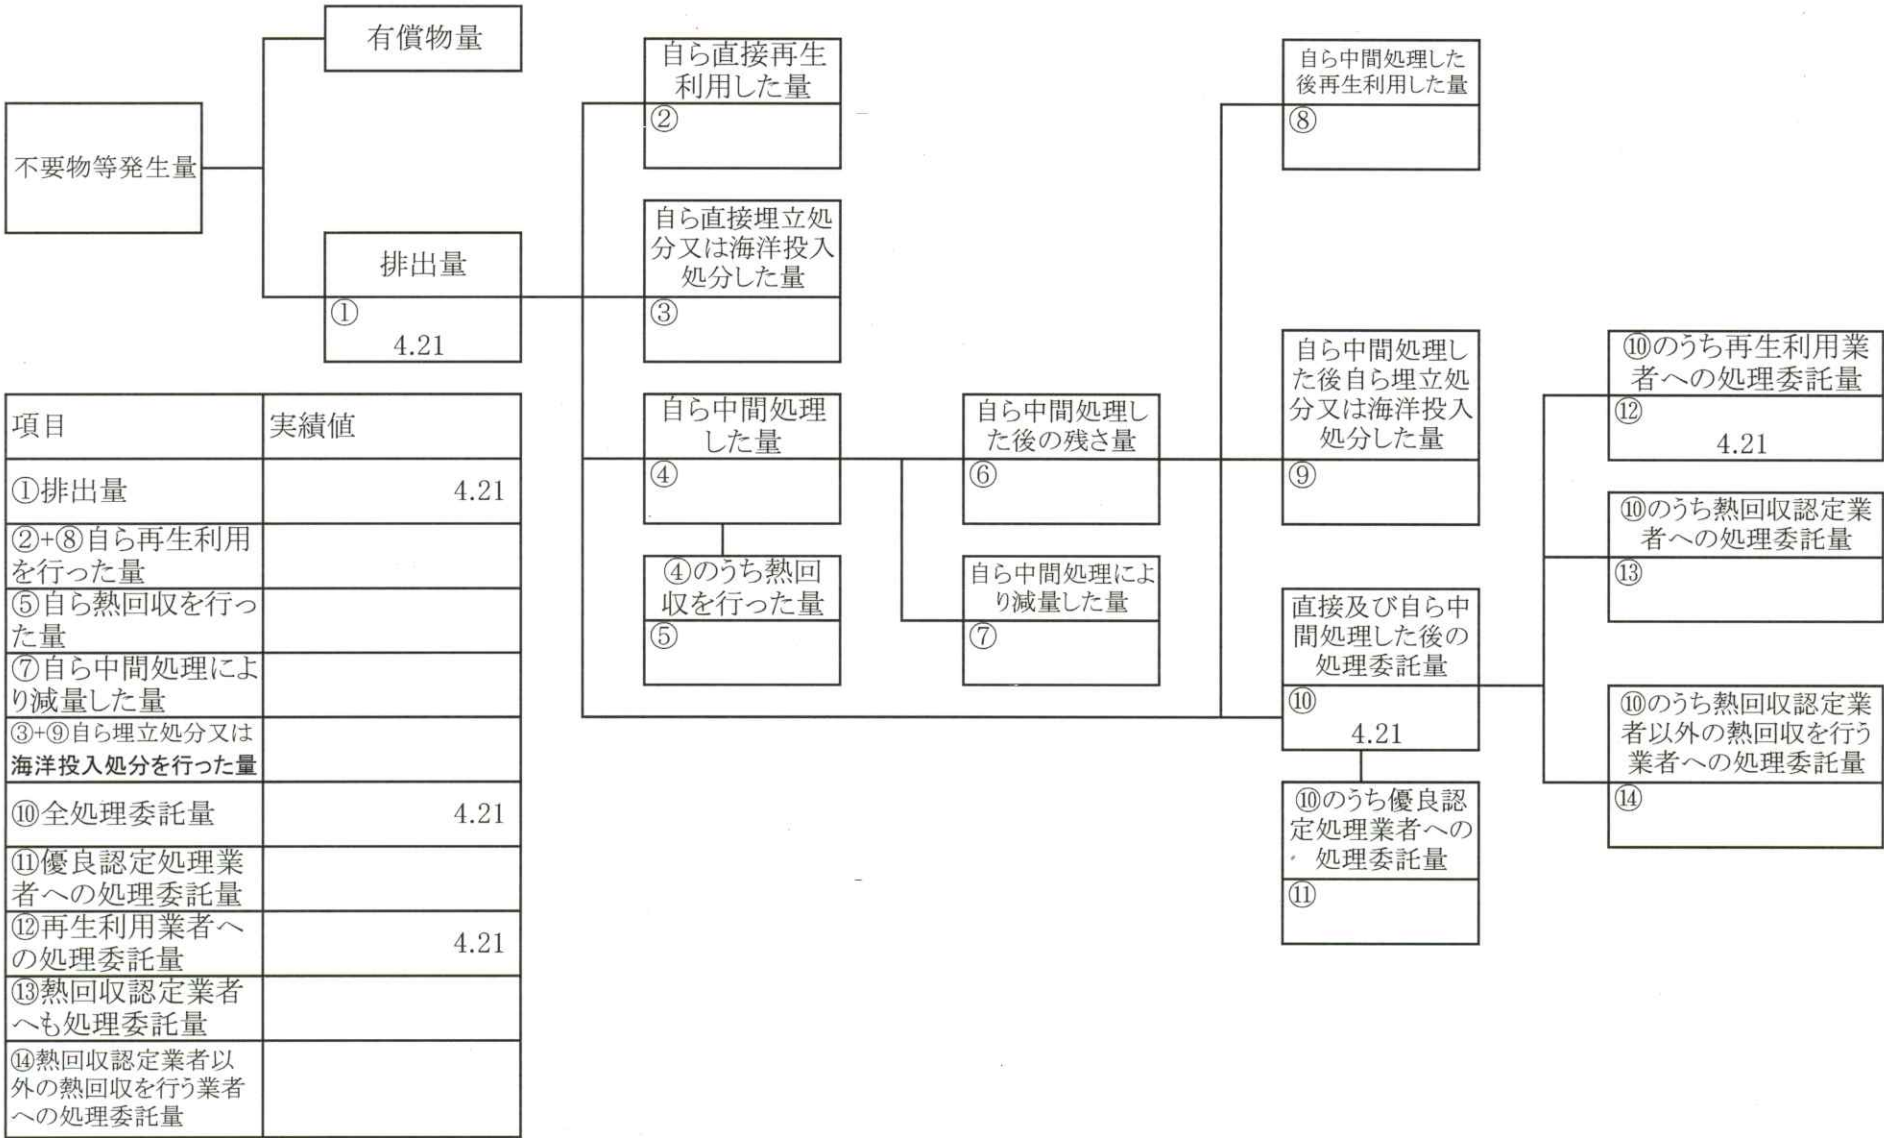 有償物量
不要物等発生量
排出量
①
4.21
自ら直接再生
利用した量
②
自ら直接埋立処
分又は海洋投入
処分した量
③
自ら中間処理
した量
④
④のうち熱回
収を行った量
⑤
自ら中間処理し
た後の残さ量
⑥
自ら中間処理によ
り減量した量
⑦
自ら中間処理した
後再生利用した量
⑧
自ら中間処理し
た後自ら埋立処
分又は海洋投入
処分した量
⑨
直接及び自ら中
間処理した後の
処理委託量
⑩
4.21
⑩のうち優良認
定処理業者への
処理委託量
⑪
⑩のうち再生利用業
者への処理委託量
⑫
4.21
⑩のうち熱回収認定業
者への処理委託量
⑬
⑩のうち熱回収認定業
者以外の熱回収を行う
業者への処理委託量
⑭
項目 実績値
①排出量 4.21
②+⑧自ら再生利用
を行った量
⑤自ら熱回収を行っ
た量
⑦自ら中間処理によ
り減量した量
③+⑨自ら埋立処分又は
海洋投入処分を行った量
⑩全処理委託量 4.21
⑪優良認定処理業
者への処理委託量
⑫再生利用業者へ
の処理委託量 4.21
⑬熱回収認定業者
へも処理委託量
⑭熱回収認定業者以
外の熱回収を行う業者
への処理委託量